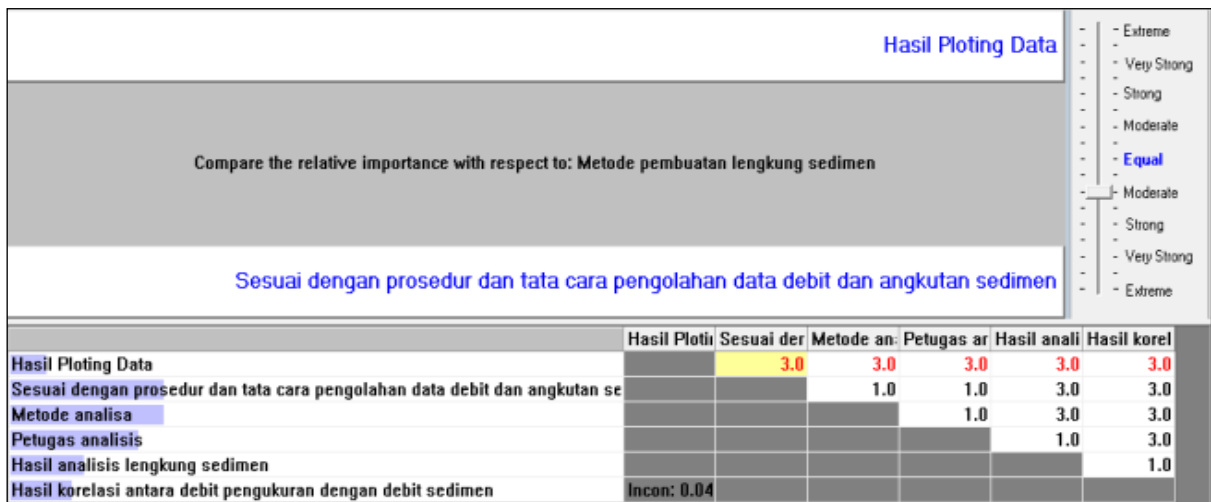 Hasil Ploting Data
Extreme
Very Strong
Strong
Moderate
Equal
Moderate
Strong
Very Strong
Extreme
Compare the relative importance with respect to: Metode pembuatan lengkung sedimen
Sesuai dengan prosedur dan tata cara pengolahan data debit dan angkutan sedimen
Hasil Plotin Sesuai der Metode an Petugas ar Hasil anali Hasil korel
Hasil Ploting Data 3.0 3.0 3.0 3.0 3.0
Sesuai dengan prosedur dan tata cara pengolahan data debit dan angkutan se 1.0 1.0 3.0 3.0
Metode analisa 1.0 3.0 3.0
Petugas analisis 1.0 3.0
Hasil analisis lengkung sedimen 1.0
Hasil korelasi antara debit pengukuran dengan debit sedimen Incon: 0.04